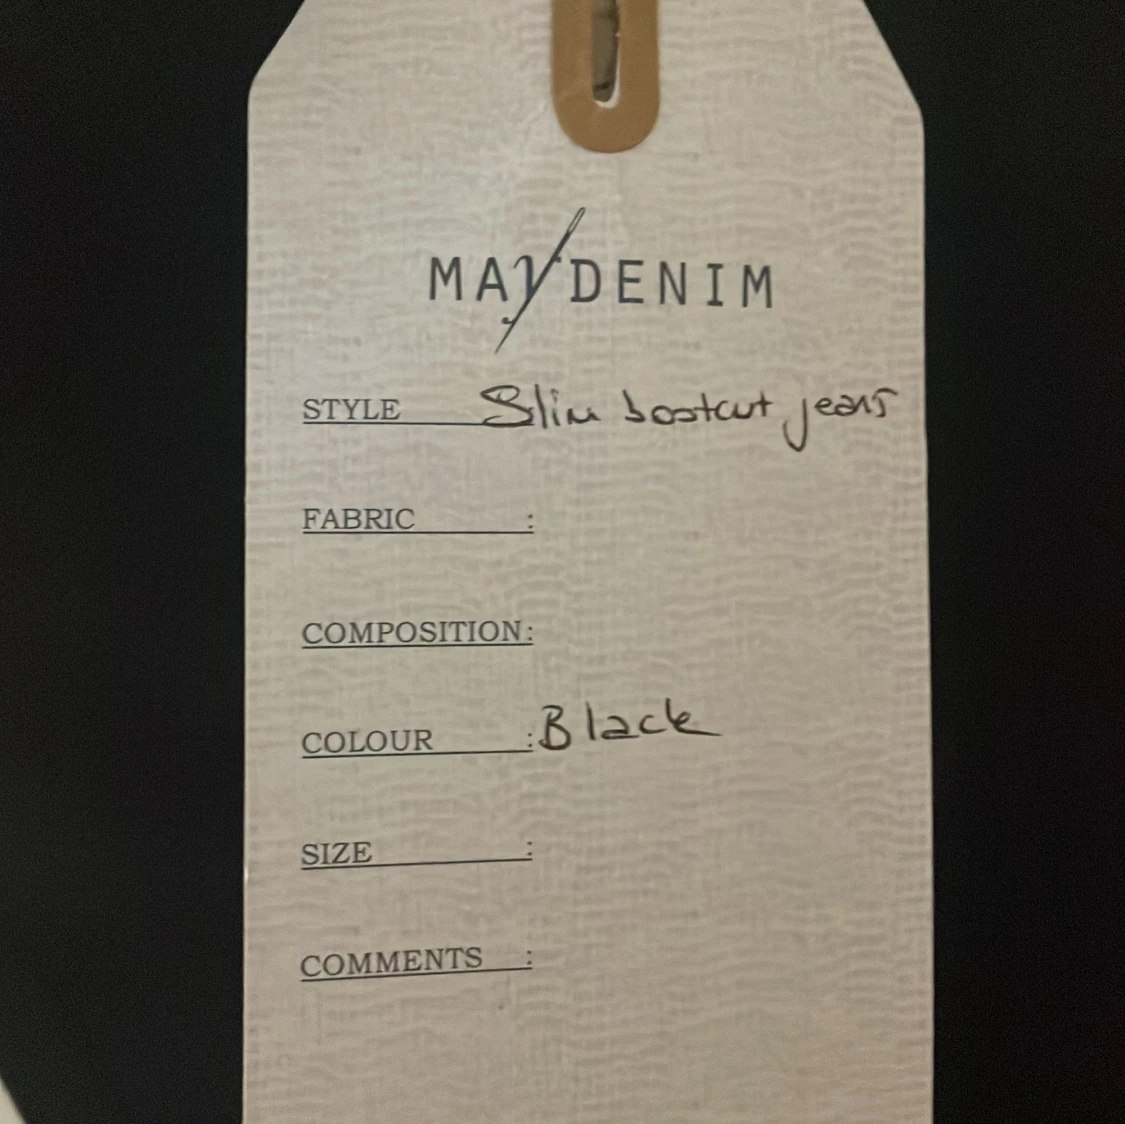 MAYDENIM
STYLE Slim bootcut jeans
FABRIC :
COMPOSITION:
COLOUR : Black
SIZE :
COMMENTS :